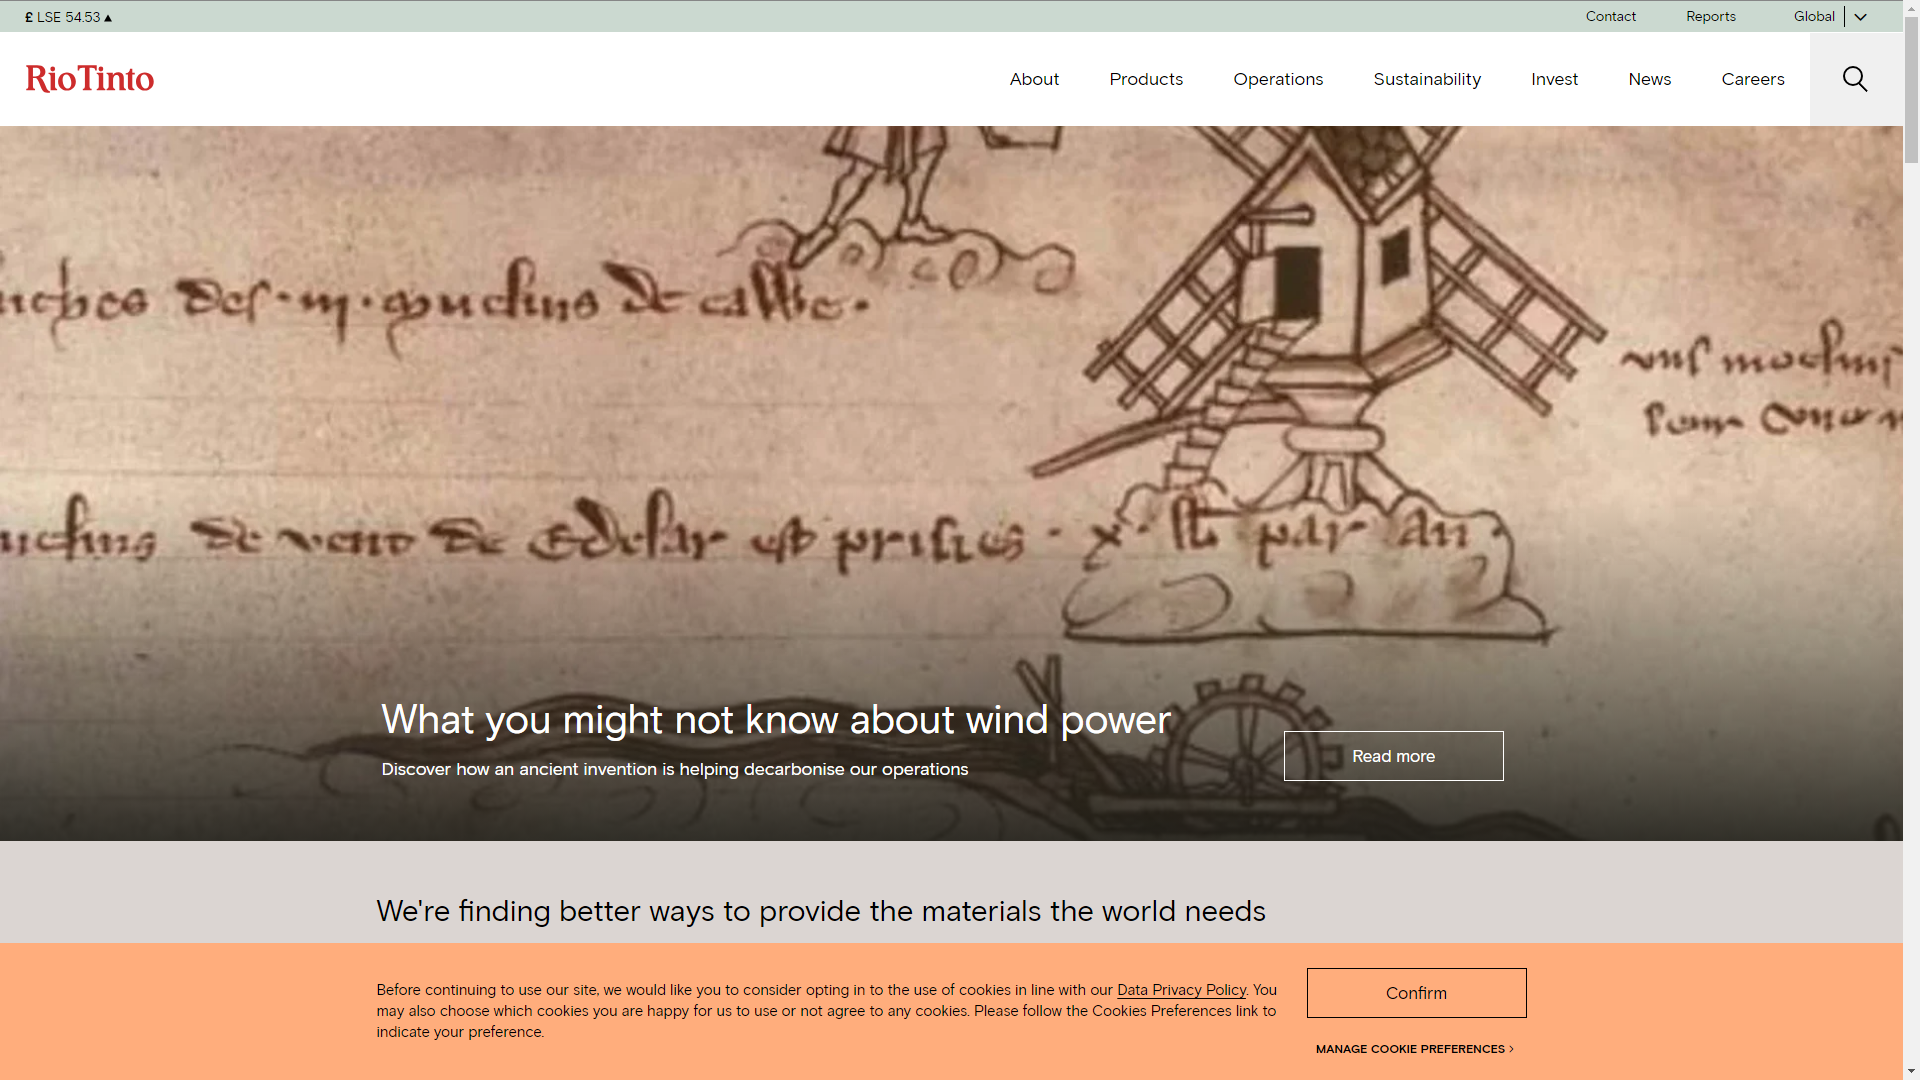 £ LSE 54.53 ▲
Contact Reports Global
RioTinto
About Products Operations Sustainability Invest News Careers
What you might not know about wind power
Discover how an ancient invention is helping decarbonise our operations
Read more
We're finding better ways to provide the materials the world needs
Before continuing to use our site, we would like you to consider opting in to the use of cookies in line with our Data Privacy Policy. You
may also choose which cookies you are happy for us to use or not agree to any cookies. Please follow the Cookies Preferences link to
indicate your preference.
Confirm
MANAGE COOKIE PREFERENCES >